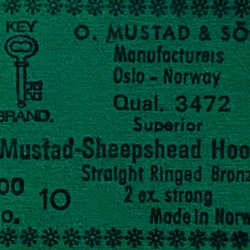 KEY
BRAND.
O. MUSTAD & SÖ
Manufacturers
Oslo - Norway
Qual. 3472
Superior
Mustad-Sheepshead Hoo
Straight Ringed Bronz
00 10
2 ex. strong
o.
Made in Norw